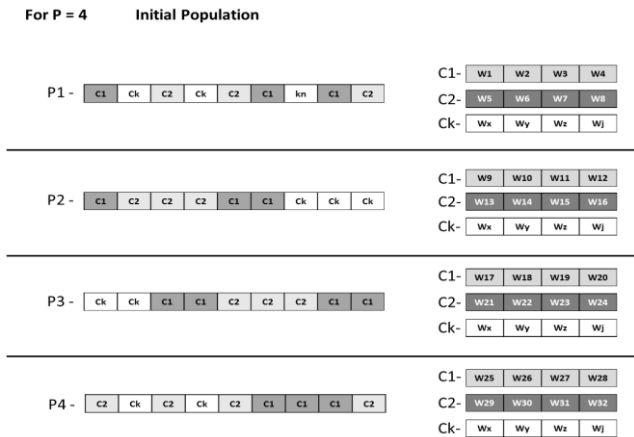 For P = 4 Initial Population
P1 - C1 Ck C2 Ck C2 C1 kn C1 C2
C1- W1 W2 W3 W4
C2- W5 W6 W7 W8
Ck- Wx Wy Wz Wj
P2 - C1 C2 C2 C2 C1 C1 Ck Ck Ck
C1- W9 W10 W11 W12
C2- W13 W14 W15 W16
Ck- Wx Wy Wz Wj
P3 - Ck Ck C1 C1 C2 C2 C2 C1 C1
C1- W17 W18 W19 W20
C2- W21 W22 W23 W24
Ck- Wx Wy Wz Wj
P4 - C2 Ck C2 Ck C2 C1 C1 C1 C2
C1- W25 W26 W27 W28
C2- W29 W30 W31 W32
Ck- Wx Wy Wz Wj